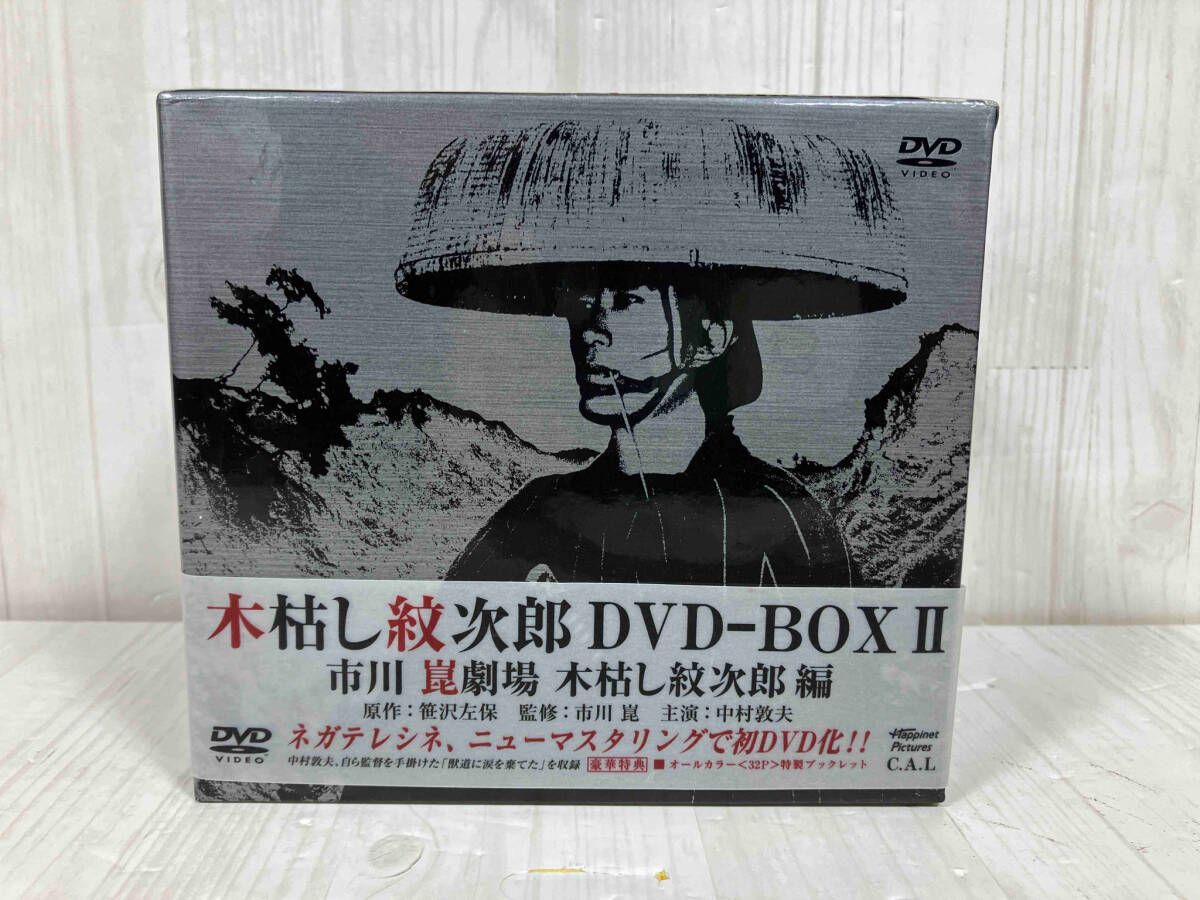 DVD
VIDEO
木枯し紋次郎 DVD-BOX II
市川 崑劇場 木枯し紋次郎 編
原作：笹沢左保 監修：市川 崑 主演：中村敦夫
DVD
VIDEO
ネガテレシネ、ニューマスタリングで初DVD化!!
中村敦夫、自ら監督を手掛けた「獣道に涙を棄てた」を収録 豪華特典 ■オールカラー<32P>特製ブックレット
Happinet
Pictures
C.A.L